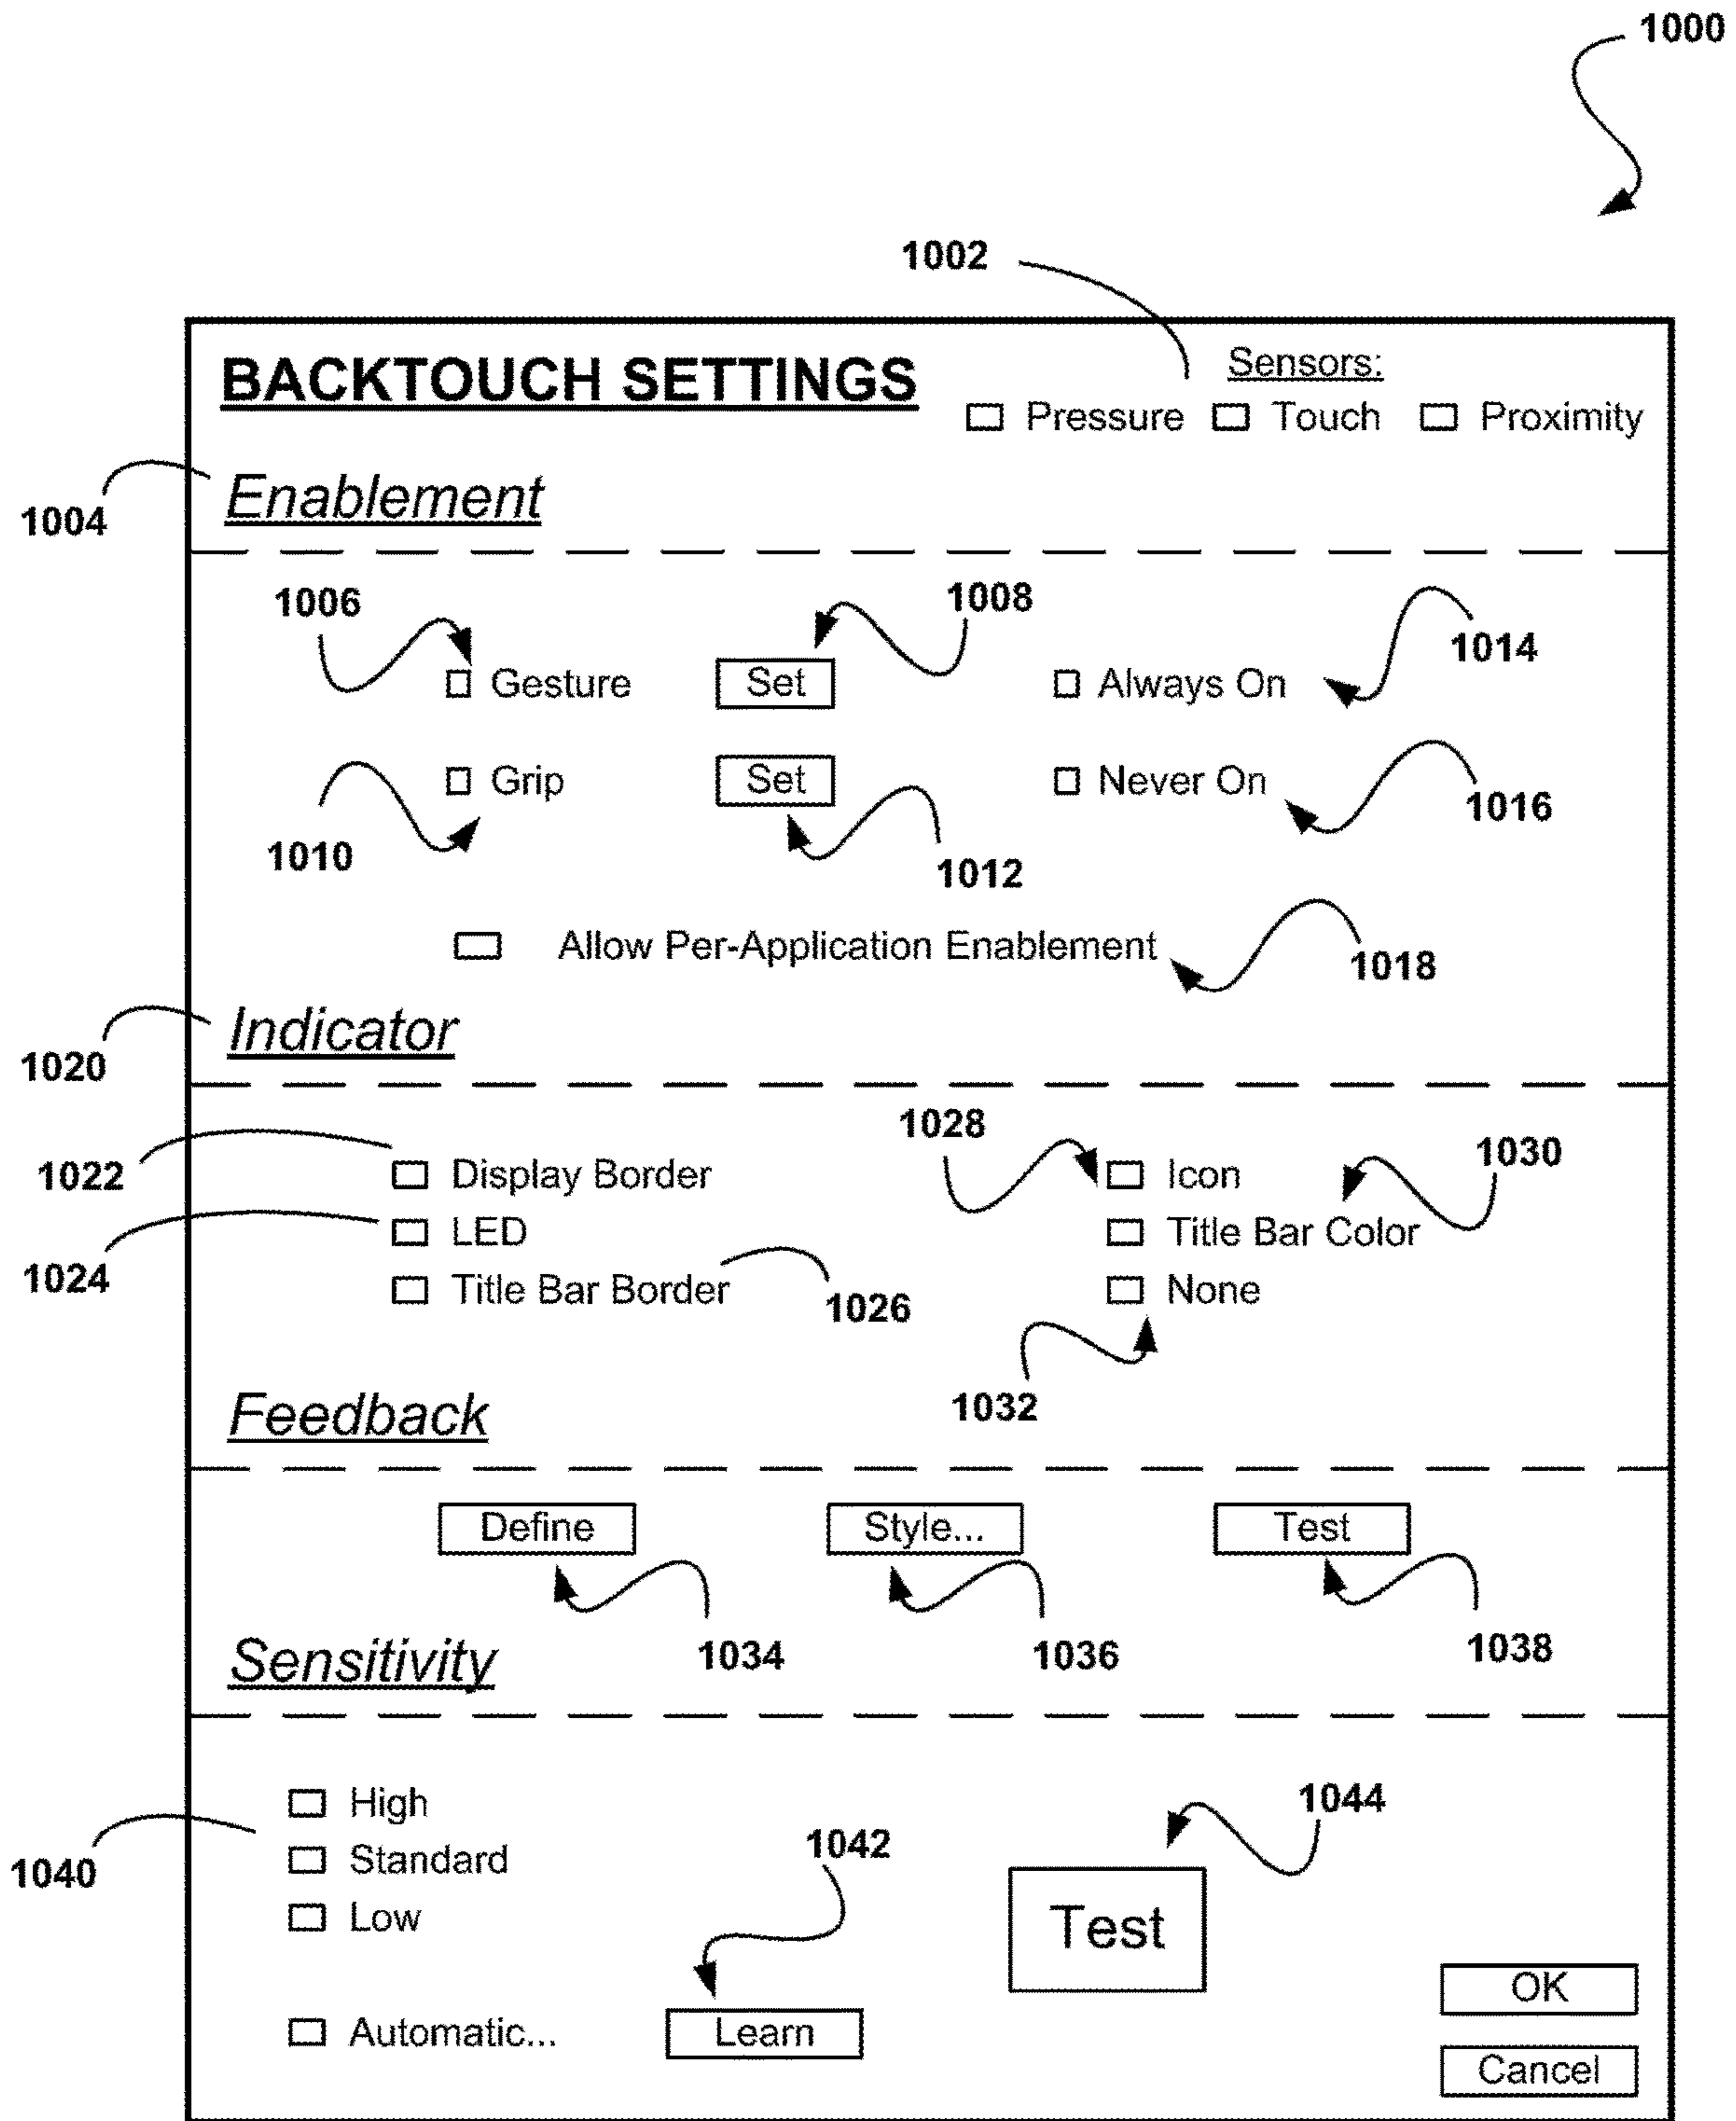 1000
1002
BACKTOUCH SETTINGS
Sensors:
Pressure Touch Proximity
1004
Enablement
1006
1008
1014
Gesture Set Always On
Grip Set Never On
1010
1012
1016
Allow Per-Application Enablement
1018
1020
Indicator
1028
1030
1022
Display Border Icon
LED Title Bar Color
1024
Title Bar Border None
1026
1032
Feedback
Define Style... Test
1034
1036
1038
Sensitivity
High
1044
1040
Standard
1042
Low
Test
OK
Automatic... Learn
Cancel